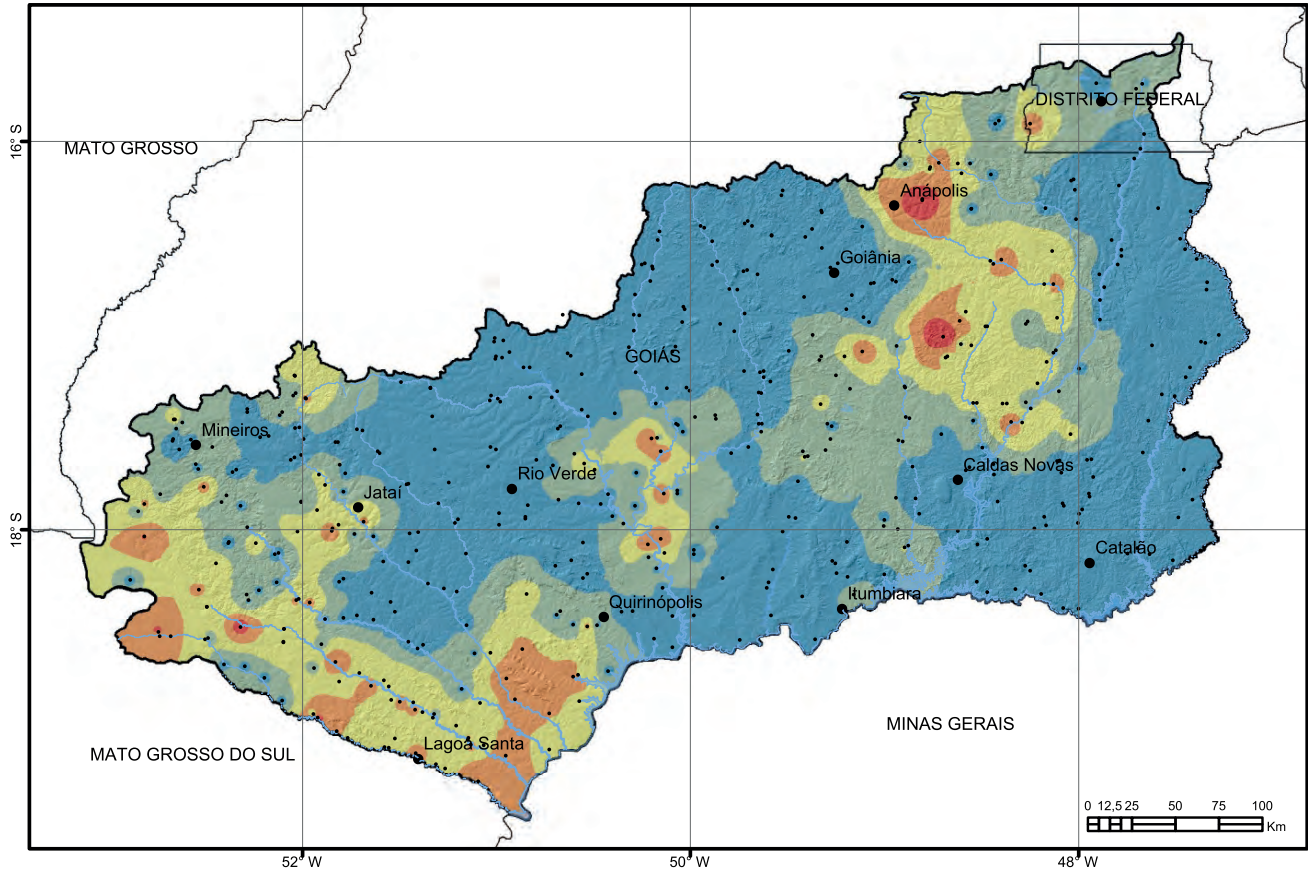 DISTRITO FEDERAL
16° S
MATO GROSSO
Anápolis
Goiânia
GOIÁS
Mineiros
Caldas Novas
Rio Verde
Jataí
18° S
Catalão
Itumbiara
Quirinópolis
MINAS GERAIS
Lagoa Santa
MATO GROSSO DO SUL
0 12,5 25 50 75 100
Km
52° W 50° W 48° W